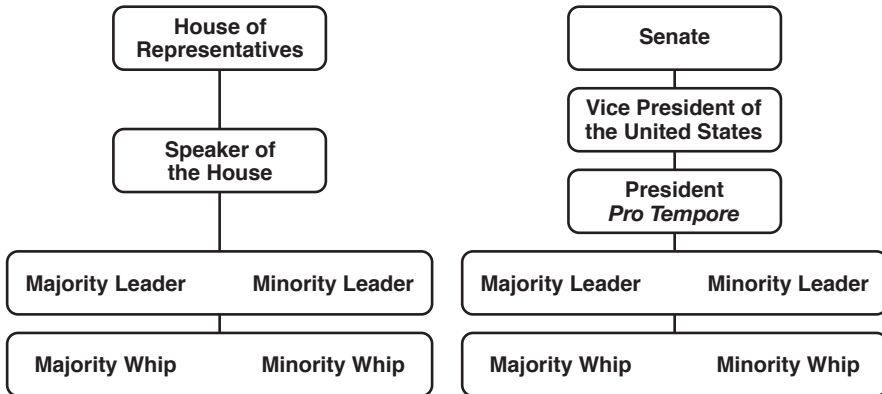 House of
Representatives
Speaker of
the House
Majority Leader Minority Leader
Majority Whip Minority Whip
Senate
Vice President of
the United States
President
Pro Tempore
Majority Leader Minority Leader
Majority Whip Minority Whip